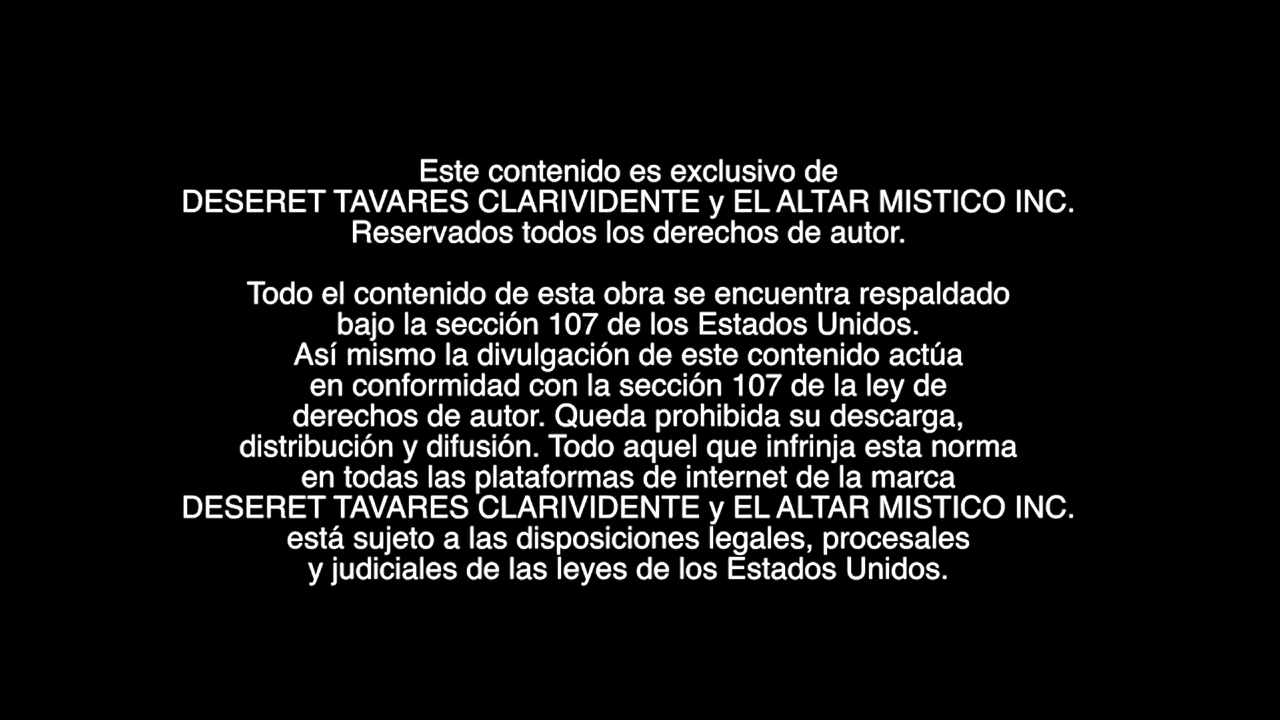 Este contenido es exclusivo de
DESERET TAVARES CLARIVIDENTE y EL ALTAR MISTICO INC.
Reservados todos los derechos de autor.
Todo el contenido de esta obra se encuentra respaldado
bajo la sección 107 de los Estados Unidos.
Así mismo la divulgación de este contenido actúa
en conformidad con la sección 107 de la ley de
derechos de autor. Queda prohibida su descarga,
distribución y difusión. Todo aquel que infrinja esta norma
en todas las plataformas de internet de la marca
DESERET TAVARES CLARIVIDENTE y EL ALTAR MISTICO INC.
está sujeto a las disposiciones legales, procesales
y judiciales de las leyes de los Estados Unidos.